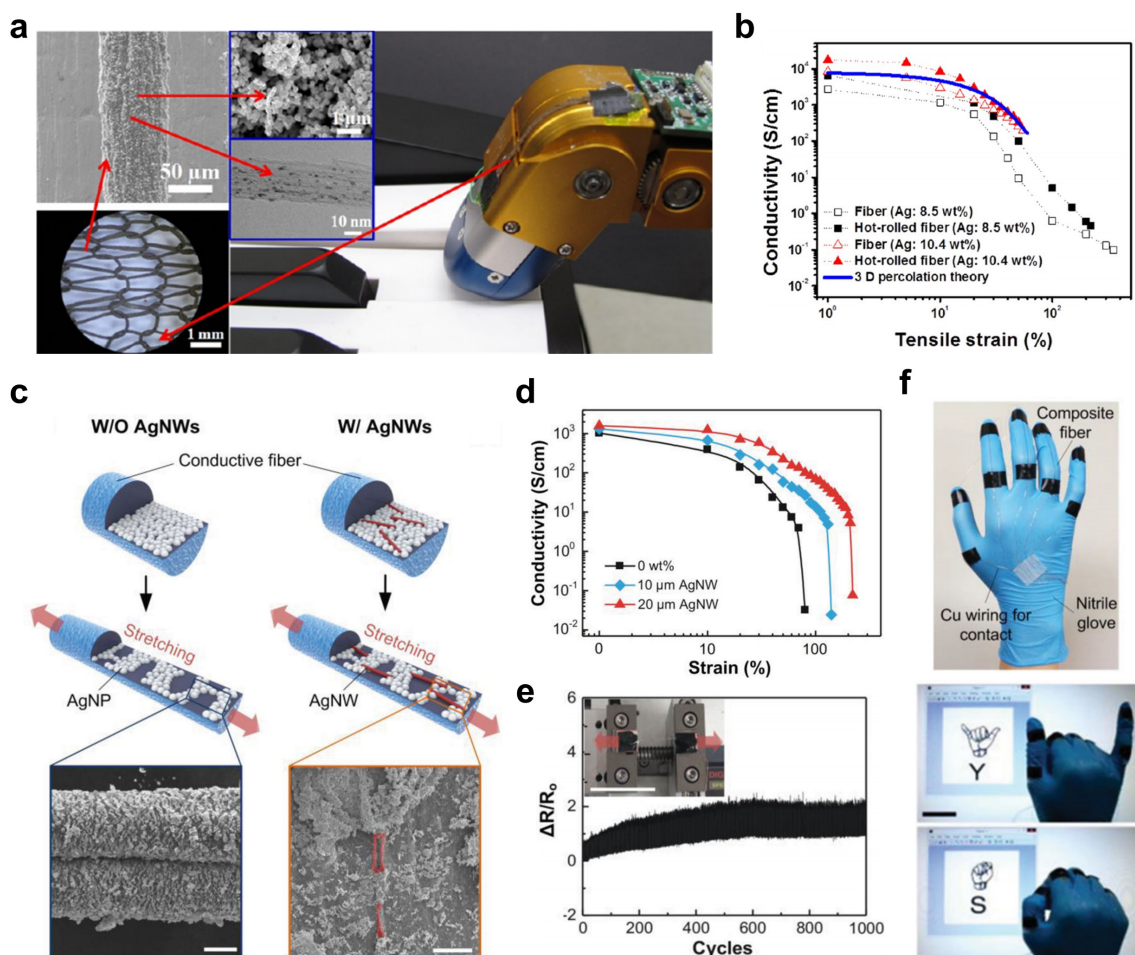 a
50 µm
1 µm
10 nm
1 mm
b
Conductivity (S/cm)
10⁵
10⁴
10³
10²
10¹
10⁰
10⁻¹
10⁻²
Fiber (Ag: 8.5 wt%)
Hot-rolled fiber (Ag: 8.5 wt%)
Fiber (Ag: 10.4 wt%)
Hot-rolled fiber (Ag: 10.4 wt%)
3 D percolation theory
10⁰ 10¹ 10²
Tensile strain (%)
c
W/O AgNWs W/ AgNWs
Conductive fiber
Stretching
AgNP
Stretching
AgNW
d
Conductivity (S/cm)
10³
10²
10¹
10⁰
10⁻¹
10⁻²
0 wt%
10 µm AgNW
20 µm AgNW
0 10 100
Strain (%)
e
ΔR/Rₒ
6
4
2
0
-2
DIG
0 200 400 600 800 1000
Cycles
f
Composite
fiber
Cu wiring for
contact
Nitrile
glove
Y
S